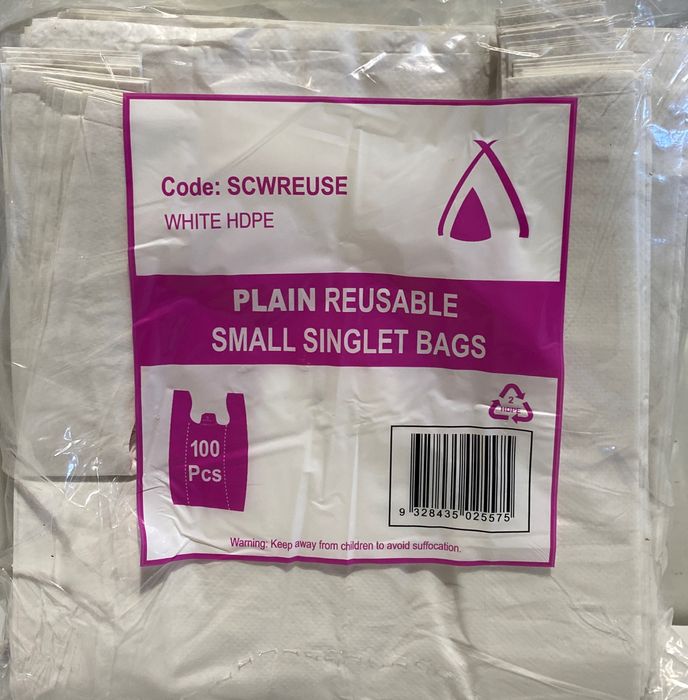 Code: SCWREUSE
WHITE HDPE
PLAIN REUSABLE
SMALL SINGLET BAGS
100
Pcs
2
HDPE
9 328435 025575
Warning: Keep away from children to avoid suffocation.